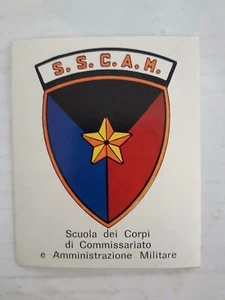 S. S. C. A. M.
Scuola dei Corpi
di Commissariato
e Amministrazione Militare